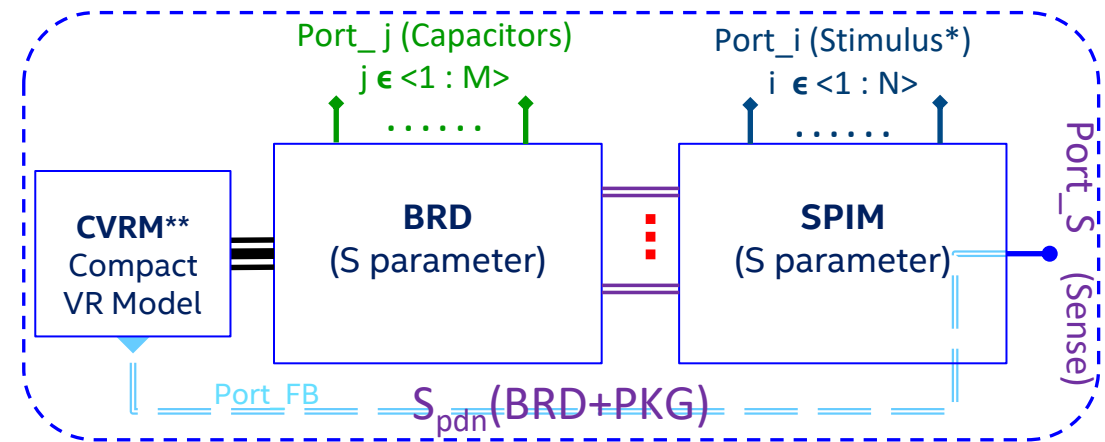 Port_ j (Capacitors)
j ϵ <1 : M>
Port_i (Stimulus*)
i ϵ <1 : N>
CVRM**
Compact
VR Model
BRD
(S parameter)
SPIM
(S parameter)
Port_S (Sense)
Port_FB
Spdn(BRD+PKG)